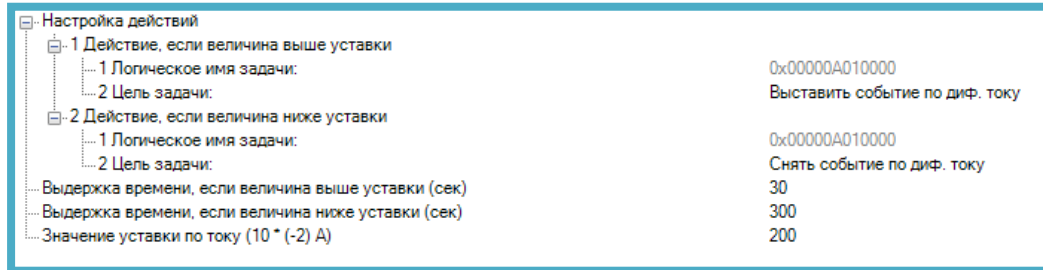 Настройка действий
1 Действие, если величина выше уставки
1 Логическое имя задачи: 0x00000A010000
2 Цель задачи: Выставить событие по диф. току
2 Действие, если величина ниже уставки
1 Логическое имя задачи: 0x00000A010000
2 Цель задачи: Снять событие по диф. току
Выдержка времени, если величина выше уставки (сек) 30
Выдержка времени, если величина ниже уставки (сек) 300
Значение уставки по току (10 * (-2) А) 200